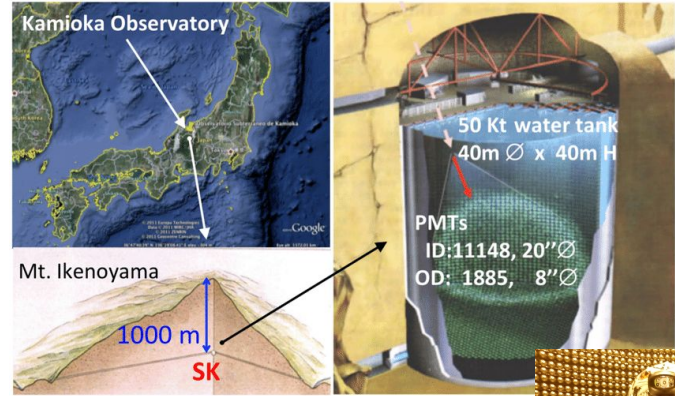 Kamioka Observatory
50 Kt water tank
40m ∅ x 40m H
PMTs
ID:11148, 20’’∅
OD: 1885, 8’’∅
Google
Mt. Ikenoyama
1000 m
SK